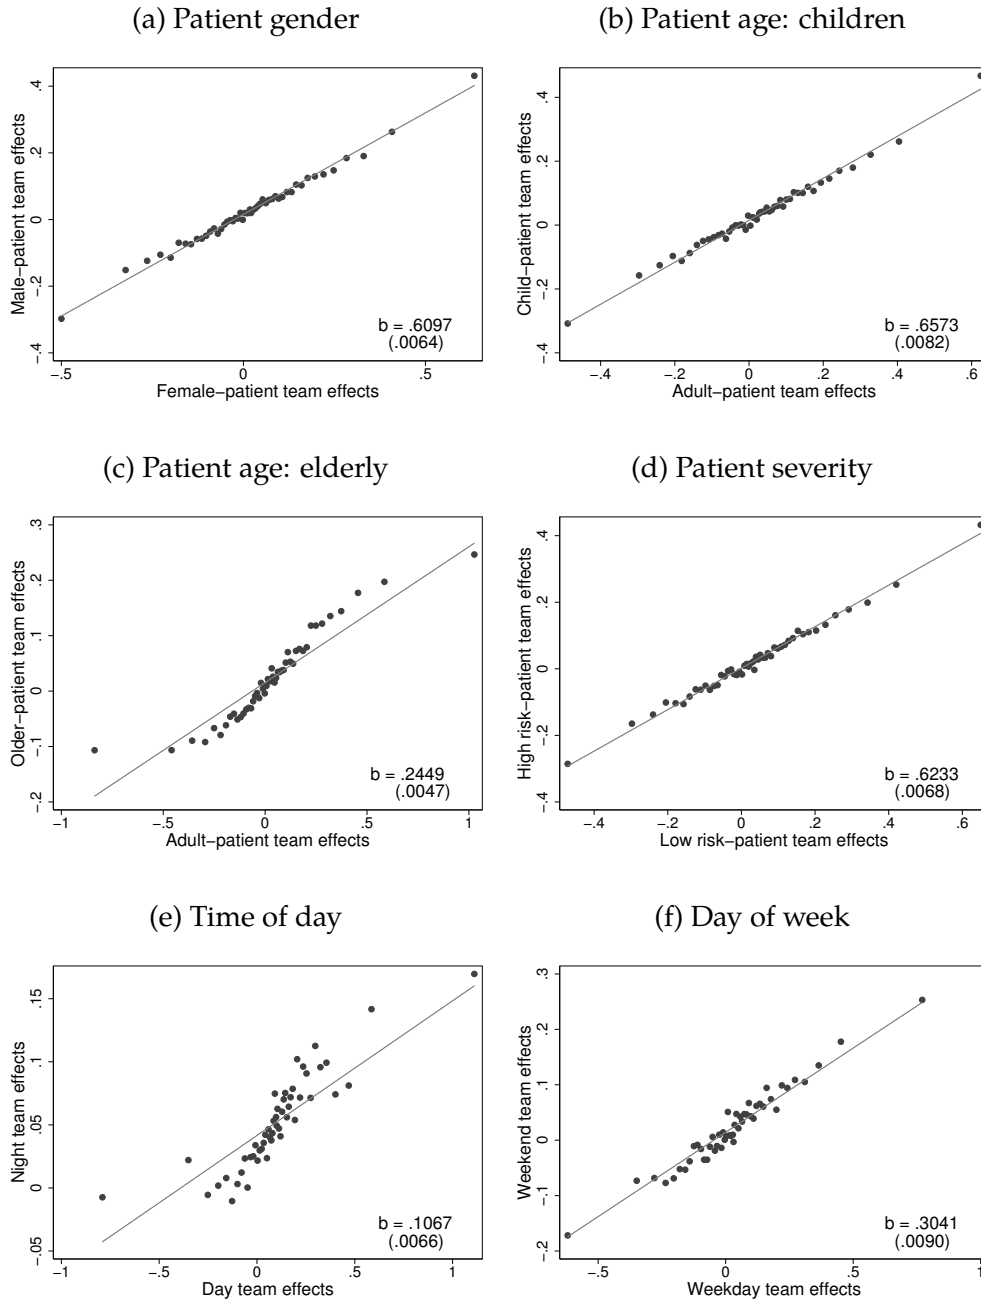 (a) Patient gender
Male−patient team effects
.4
.2
0
−.2
−.4
b = .6097
(.0064)
−.5
0
.5
Female−patient team effects
(b) Patient age: children
Child−patient team effects
.4
.2
0
−.2
−.4
b = .6573
(.0082)
−.4
−.2
0
.2
.4
.6
Adult−patient team effects
(c) Patient age: elderly
Older−patient team effects
.3
.2
.1
0
−.1
−.2
b = .2449
(.0047)
−1
−.5
0
.5
1
Adult−patient team effects
(d) Patient severity
High risk−patient team effects
.4
.2
0
−.2
−.4
b = .6233
(.0068)
−.4
−.2
0
.2
.4
.6
Low risk−patient team effects
(e) Time of day
Night team effects
.15
.1
.05
0
−.05
b = .1067
(.0066)
−1
−.5
0
.5
1
Day team effects
(f) Day of week
Weekend team effects
.3
.2
.1
0
−.1
−.2
b = .3041
(.0090)
−.5
0
.5
1
Weekday team effects